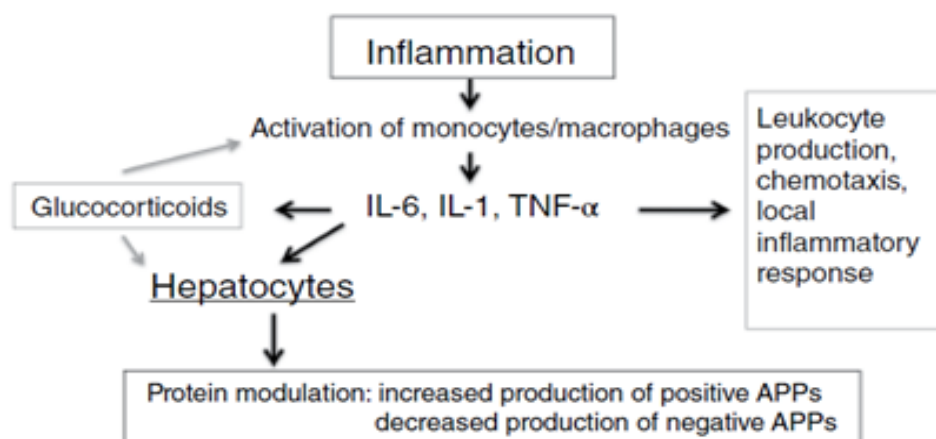 Inflammation
Activation of monocytes/macrophages
Leukocyte
production,
chemotaxis,
local
inflammatory
response
Glucocorticoids
IL-6, IL-1, TNF-α
Hepatocytes
Protein modulation: increased production of positive APPs
decreased production of negative APPs